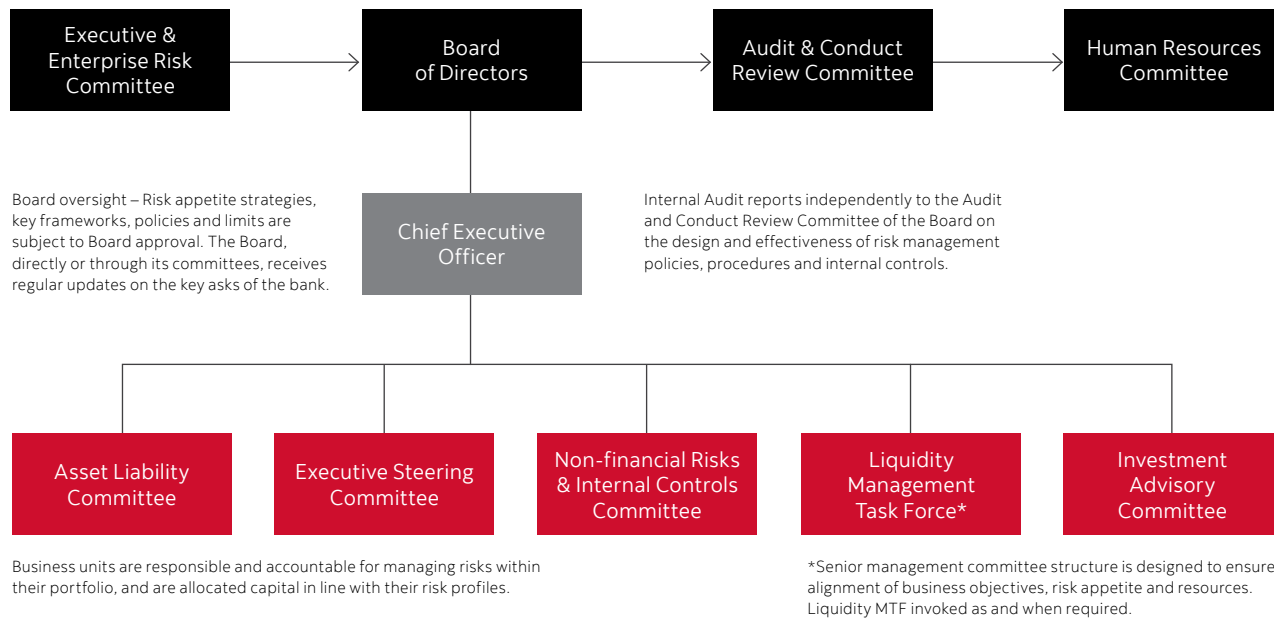 Executive &
Enterprise Risk
Committee
Board
of Directors
Audit & Conduct
Review Committee
Human Resources
Committee
Board oversight – Risk appetite strategies,
key frameworks, policies and limits are
subject to Board approval. The Board,
directly or through its committees, receives
regular updates on the key asks of the bank.
Chief Executive
Officer
Internal Audit reports independently to the Audit
and Conduct Review Committee of the Board on
the design and effectiveness of risk management
policies, procedures and internal controls.
Asset Liability
Committee
Executive Steering
Committee
Non-financial Risks
& Internal Controls
Committee
Liquidity
Management
Task Force*
Investment
Advisory
Committee
Business units are responsible and accountable for managing risks within
their portfolio, and are allocated capital in line with their risk profiles.
*Senior management committee structure is designed to ensure
alignment of business objectives, risk appetite and resources.
Liquidity MTF invoked as and when required.